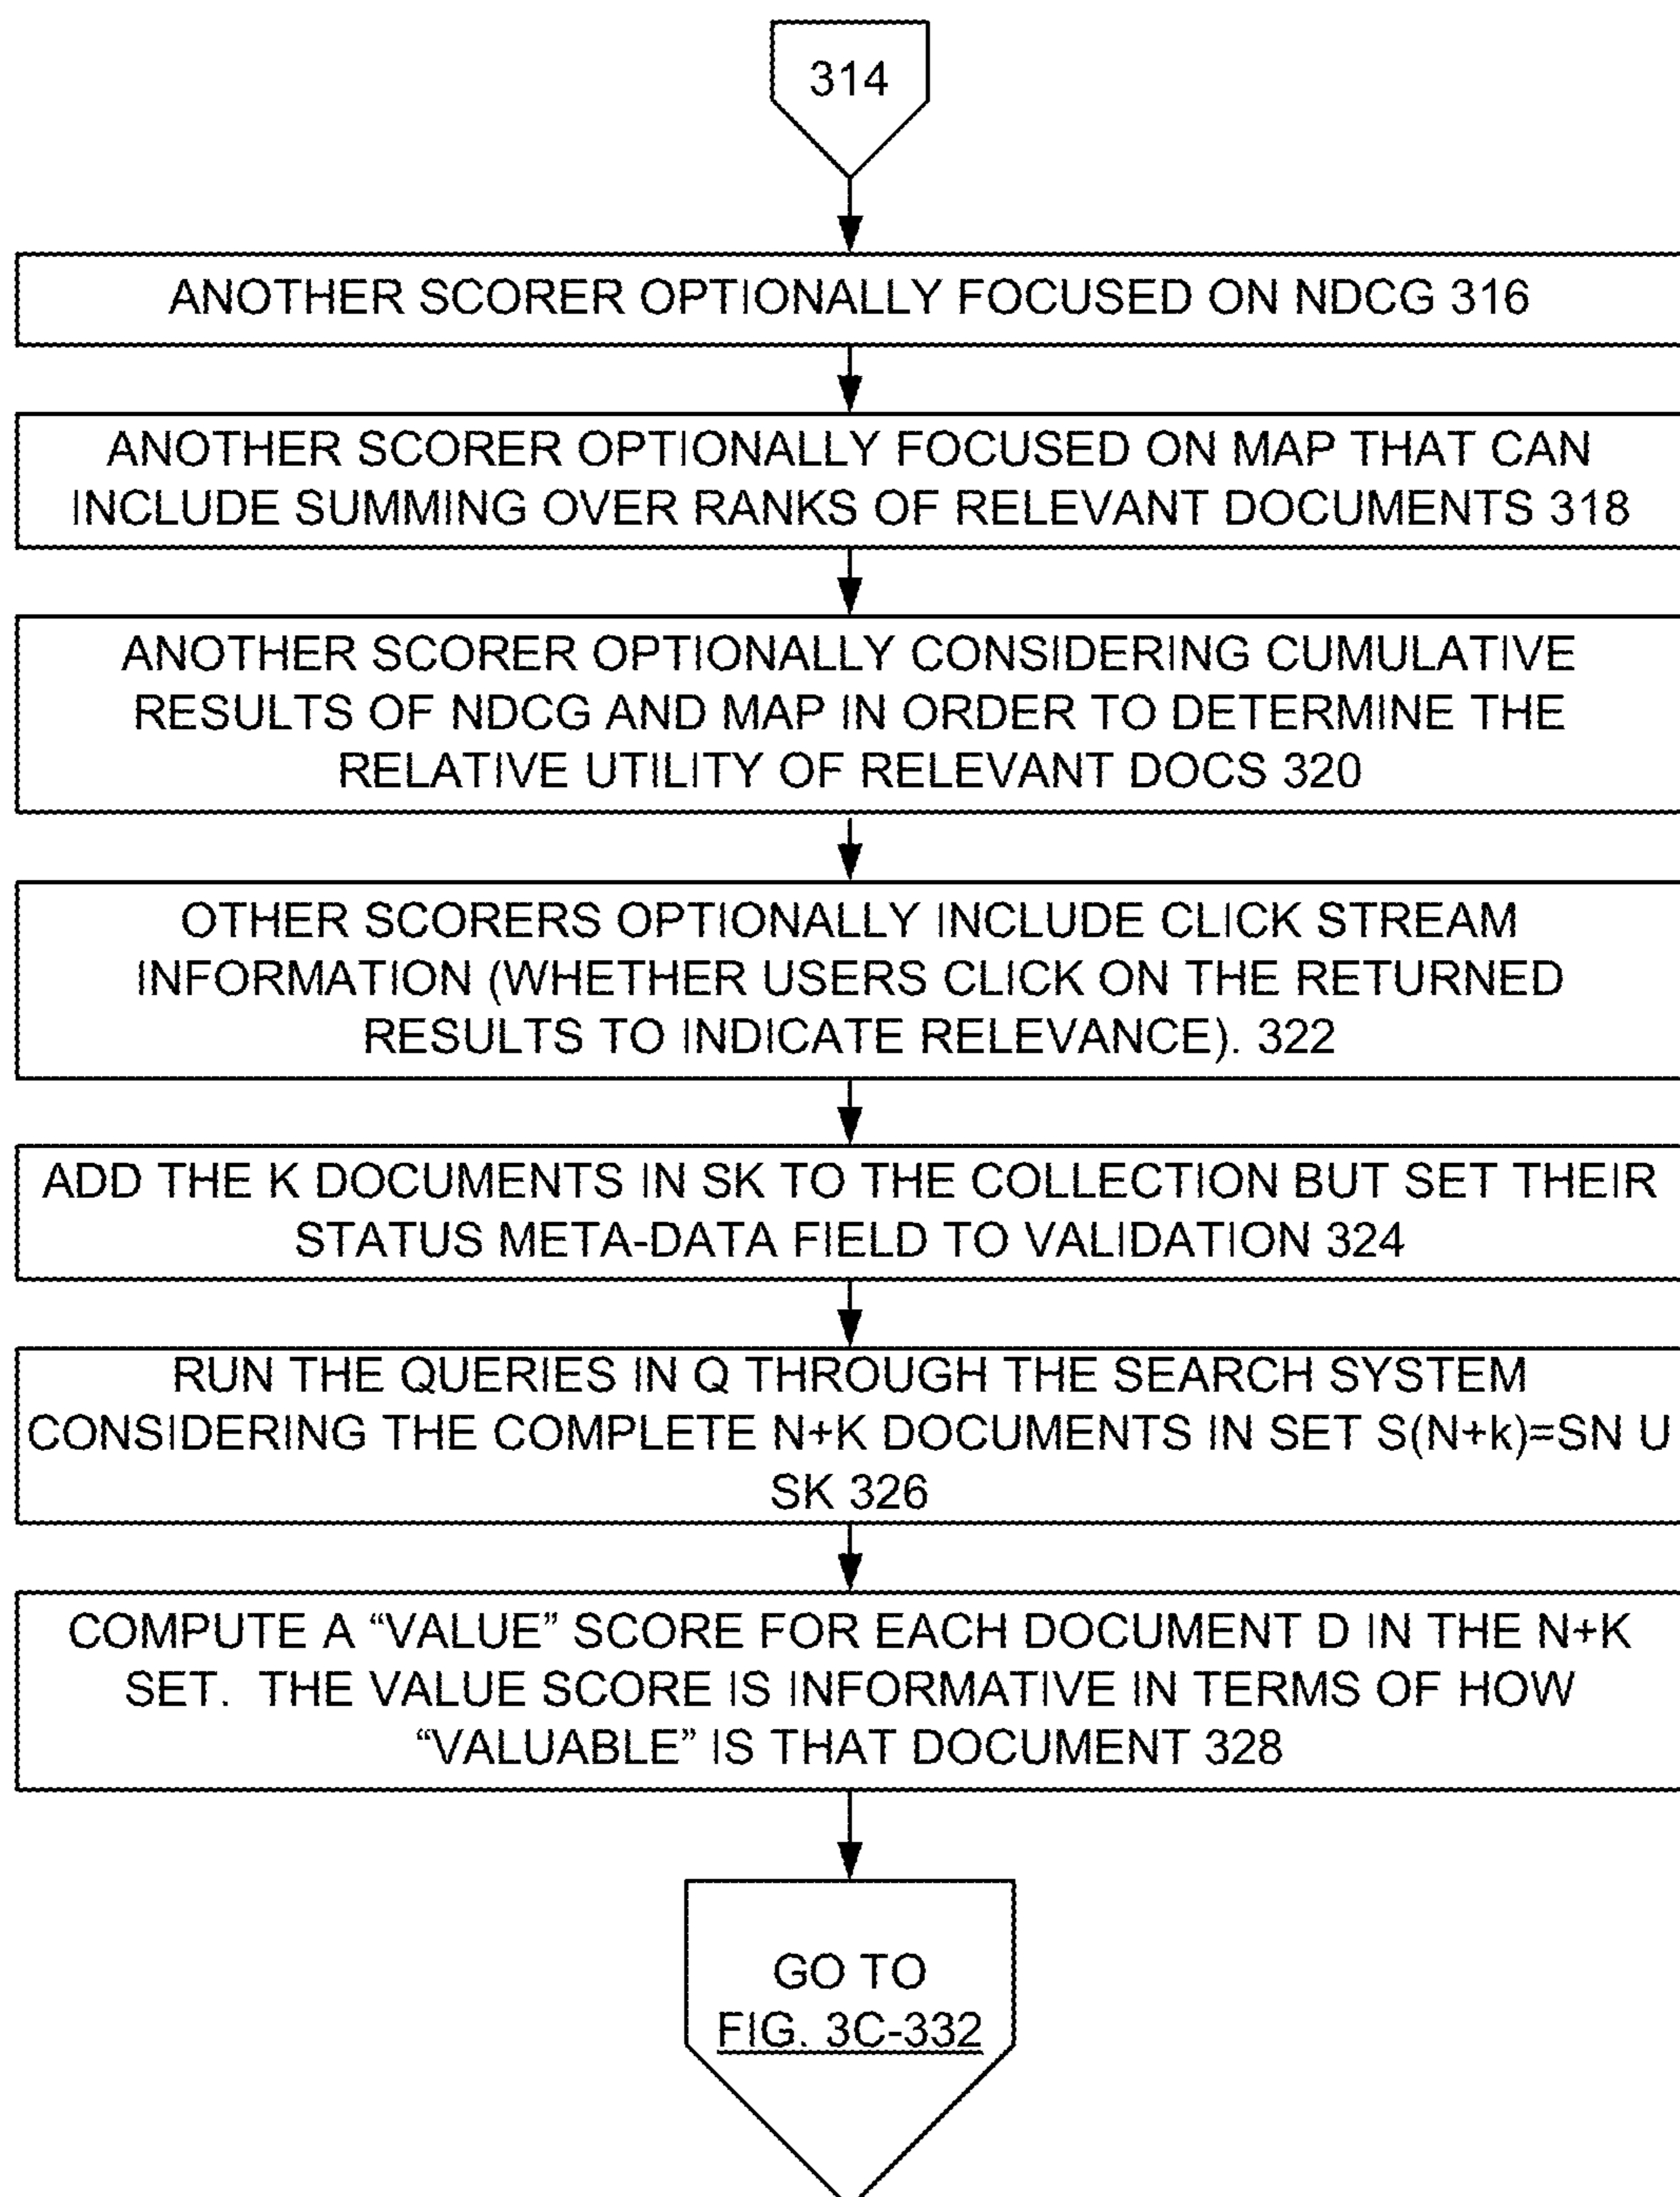 314
ANOTHER SCORER OPTIONALLY FOCUSED ON NDCG 316
ANOTHER SCORER OPTIONALLY FOCUSED ON MAP THAT CAN
INCLUDE SUMMING OVER RANKS OF RELEVANT DOCUMENTS 318
ANOTHER SCORER OPTIONALLY CONSIDERING CUMULATIVE
RESULTS OF NDCG AND MAP IN ORDER TO DETERMINE THE
RELATIVE UTILITY OF RELEVANT DOCS 320
OTHER SCORERS OPTIONALLY INCLUDE CLICK STREAM
INFORMATION (WHETHER USERS CLICK ON THE RETURNED
RESULTS TO INDICATE RELEVANCE). 322
ADD THE K DOCUMENTS IN SK TO THE COLLECTION BUT SET THEIR
STATUS META-DATA FIELD TO VALIDATION 324
RUN THE QUERIES IN Q THROUGH THE SEARCH SYSTEM
CONSIDERING THE COMPLETE N+K DOCUMENTS IN SET S(N+k)=SN U
SK 326
COMPUTE A “VALUE” SCORE FOR EACH DOCUMENT D IN THE N+K
SET. THE VALUE SCORE IS INFORMATIVE IN TERMS OF HOW
“VALUABLE” IS THAT DOCUMENT 328
GO TO
FIG. 3C-332